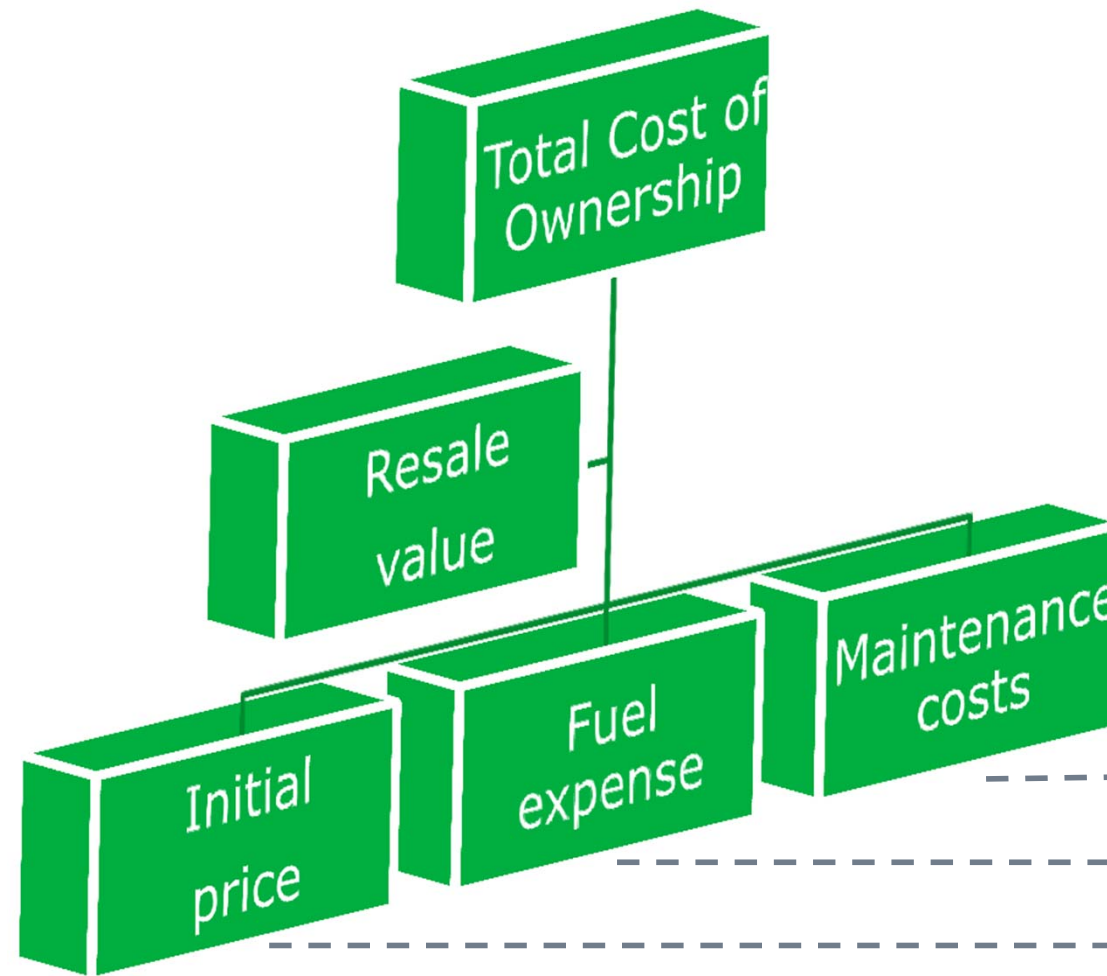 Total Cost of
Ownership
Resale
value
Initial
price
Fuel
expense
Maintenance
costs